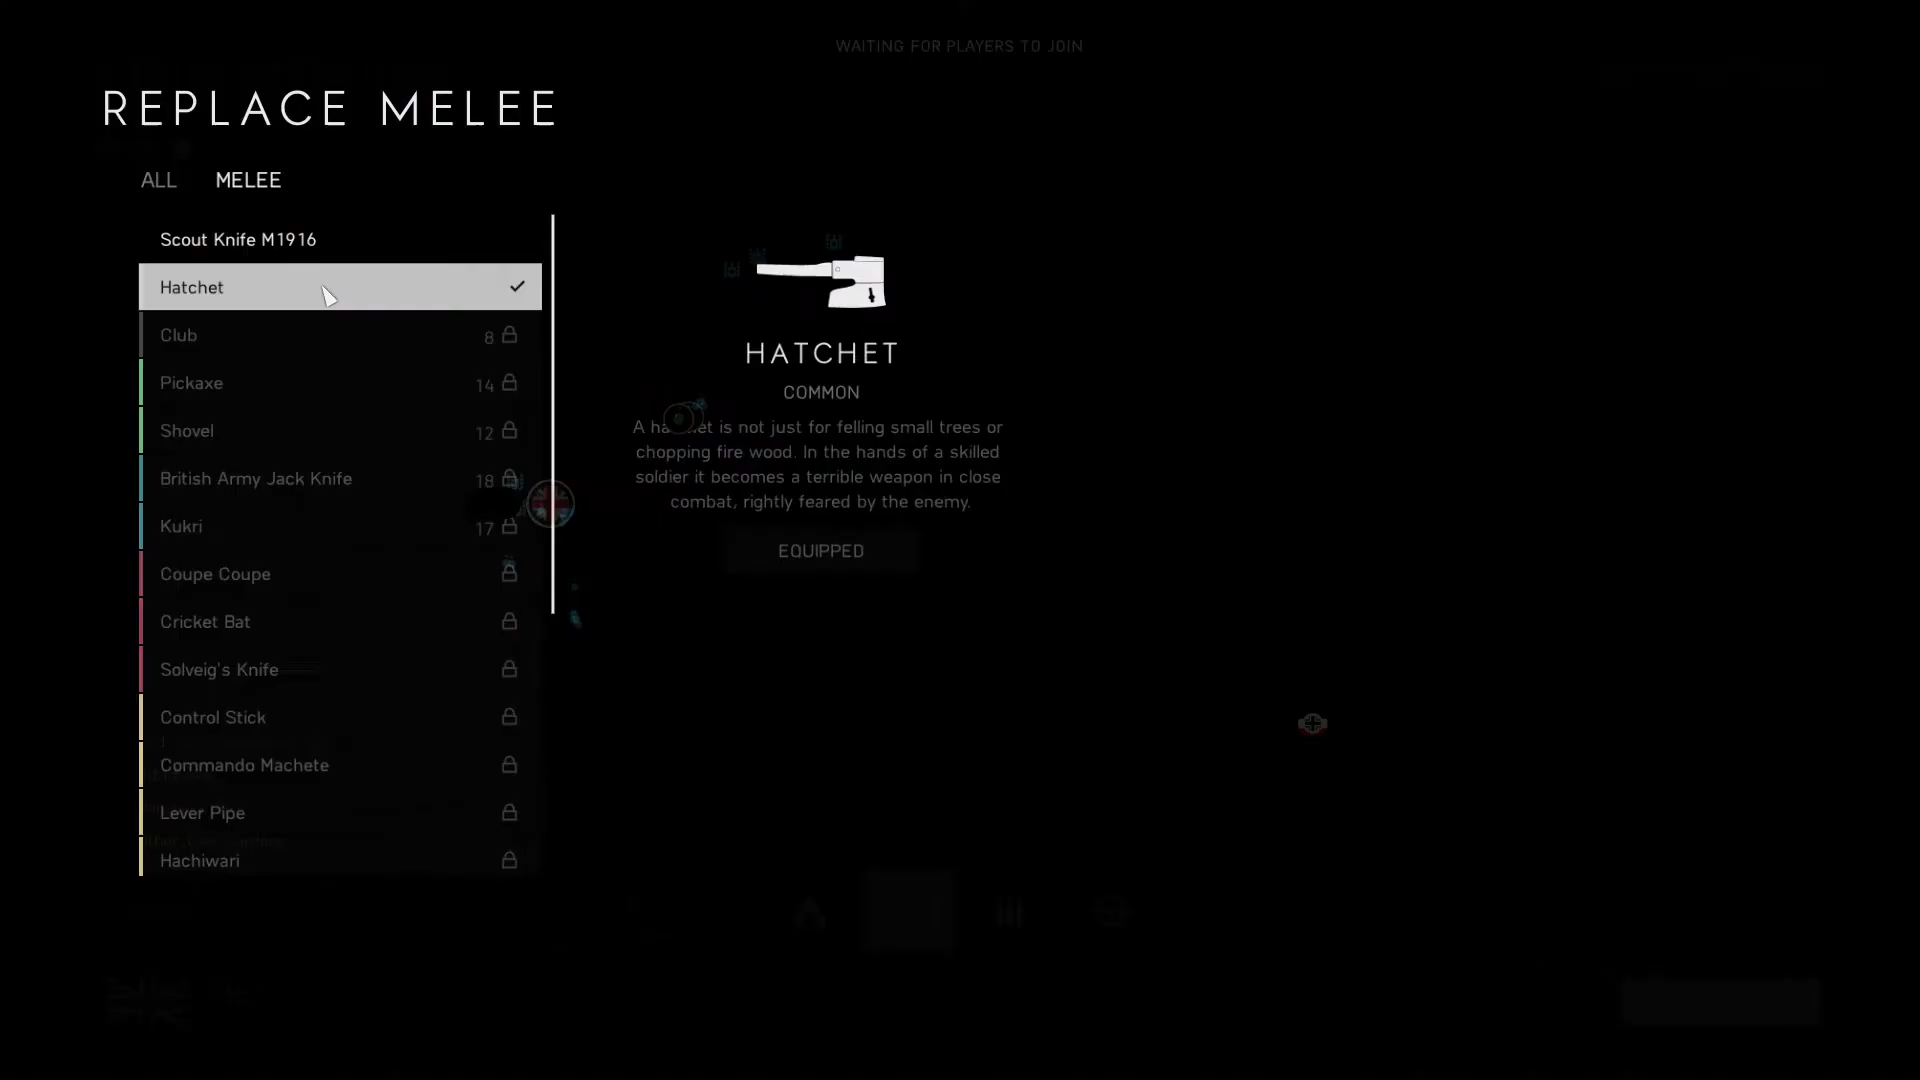 WAITING FOR PLAYERS TO JOIN
REPLACE MELEE
ALL MELEE
Scout Knife M1916
Hatchet
Club 8
Pickaxe 14
Shovel 12
British Army Jack Knife 18
Kukri 17
Coupe Coupe
Cricket Bat
Solveig's Knife
Control Stick
Commando Machete
Lever Pipe
Hachiwari
HATCHET
COMMON
A hatchet is not just for felling small trees or
chopping fire wood. In the hands of a skilled
soldier it becomes a terrible weapon in close
combat, rightly feared by the enemy.
EQUIPPED